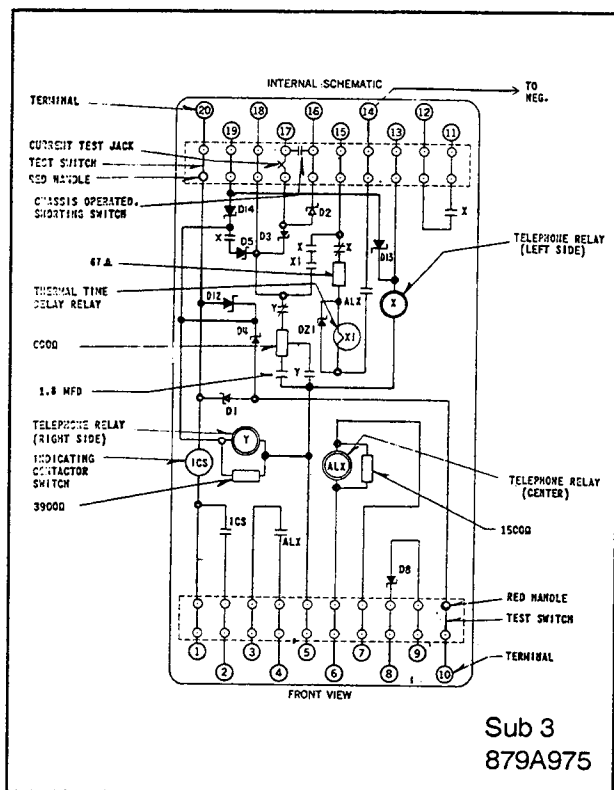 INTERNAL SCHEMATIC
TO
NEG.
TERMINAL
20
18
16
14
12
19
17
15
13
11
CURRENT TEST JACK
TEST SWITCH
RED HANDLE
CHASSIS OPERATED.
SHORTING SWITCH
D14
D2
X
X
D3
D5
X
X
D13
TELEPHONE RELAY
(LEFT SIDE)
67Ω
X1
THERMAL TIME
DELAY RELAY
ALX
X
D12
Y
DZ1
X1
D4
Y
1.8 MFD
D1
TELEPHONE RELAY
(RIGHT SIDE)
Y
INDICATING
CONTACTOR
SWITCH
ICS
ALX
TELEPHONE RELAY
(CENTER)
3900Ω
1500Ω
ICS
ALX
D8
RED HANDLE
TEST SWITCH
1
3
5
7
9
2
4
6
8
10
TERMINAL
FRONT VIEW
Sub 3
879A975